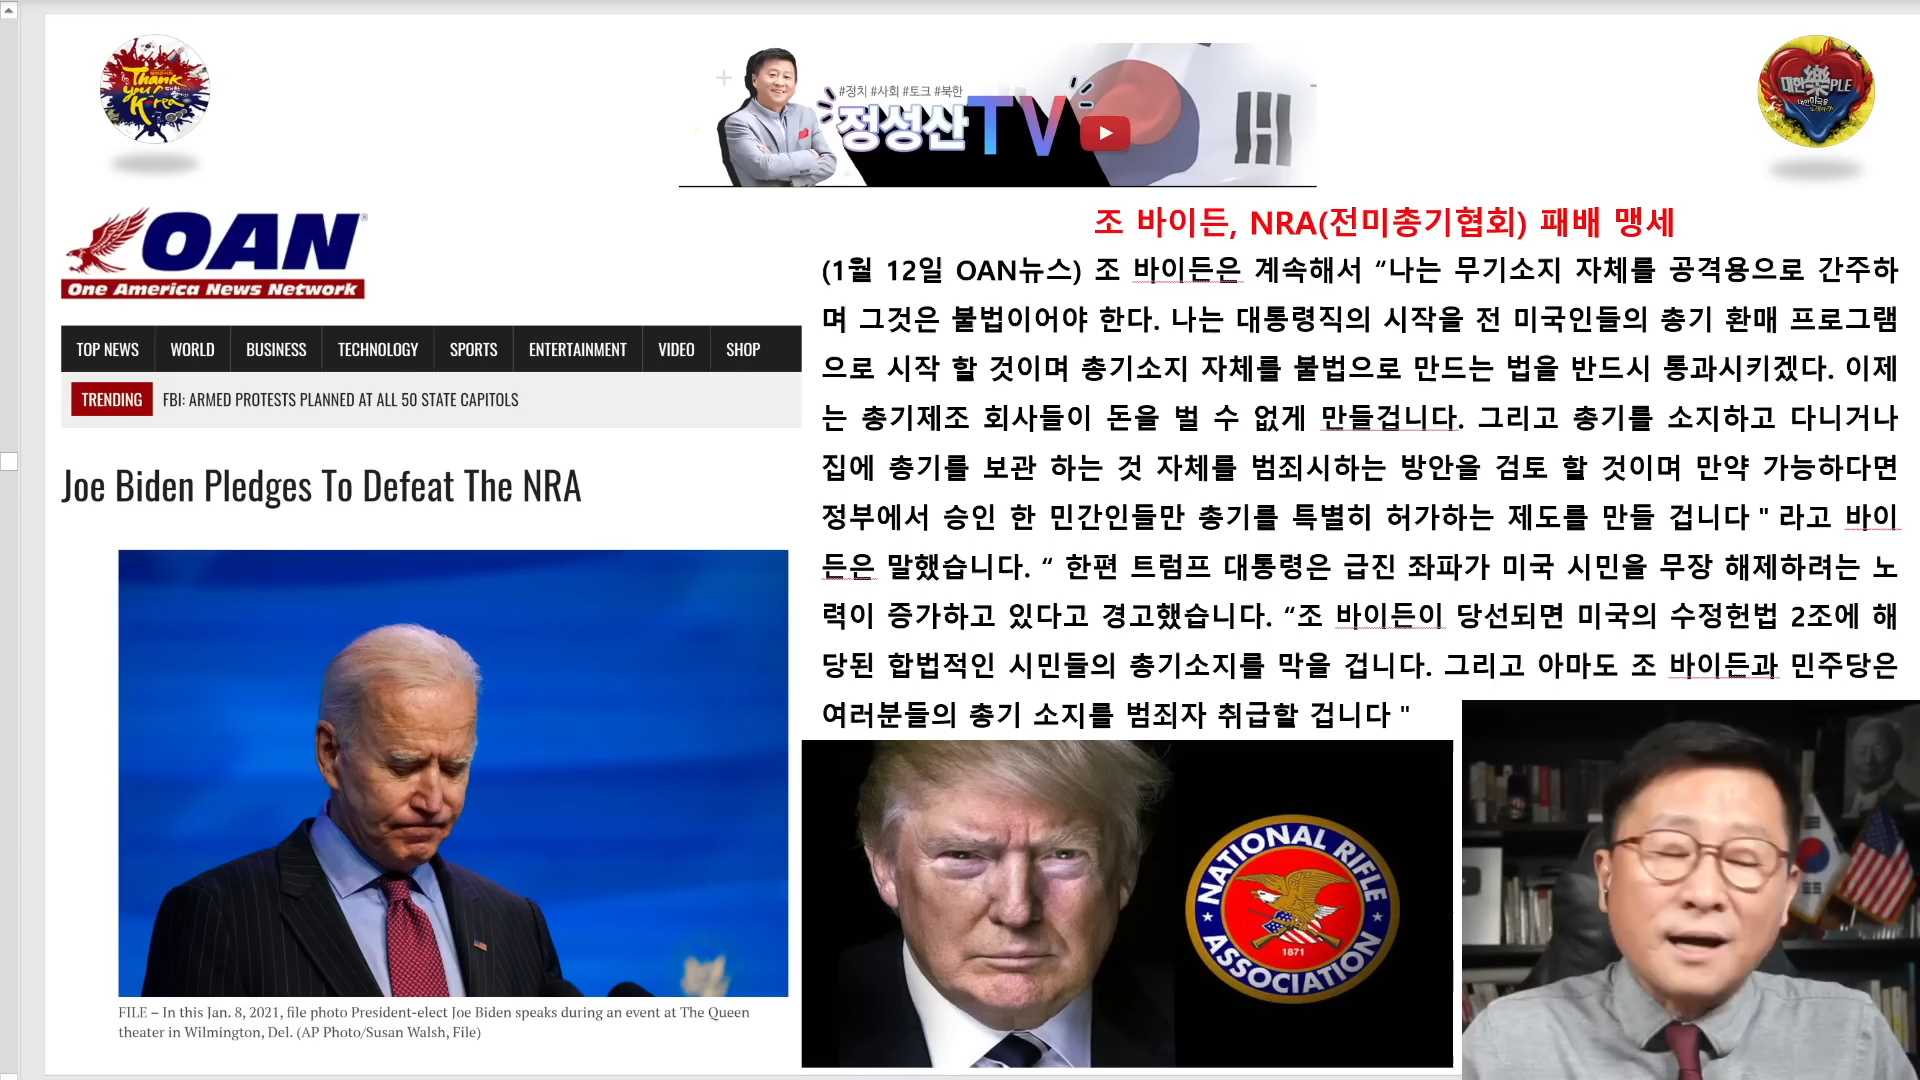 Thank you Korea
#정치 #사회 #토크 #북한
정성산TV
대한樂PLE
OAN
One America News Network
TOP NEWS WORLD BUSINESS TECHNOLOGY SPORTS ENTERTAINMENT VIDEO SHOP
TRENDING FBI: ARMED PROTESTS PLANNED AT ALL 50 STATE CAPITOLS
Joe Biden Pledges To Defeat The NRA
FILE – In this Jan. 8, 2021, file photo President-elect Joe Biden speaks during an event at The Queen
theater in Wilmington, Del. (AP Photo/Susan Walsh, File)
조 바이든, NRA(전미총기협회) 패배 맹세
(1월 12일 OAN뉴스) 조 바이든은 계속해서 “나는 무기소지 자체를 공격용으로 간주하
며 그것은 불법이어야 한다. 나는 대통령직의 시작을 전 미국인들의 총기 환매 프로그램
으로 시작 할 것이며 총기소지 자체를 불법으로 만드는 법을 반드시 통과시키겠다. 이제
는 총기제조 회사들이 돈을 벌 수 없게 만들겁니다. 그리고 총기를 소지하고 다니거나
집에 총기를 보관 하는 것 자체를 범죄시하는 방안을 검토 할 것이며 만약 가능하다면
정부에서 승인 한 민간인들만 총기를 특별히 허가하는 제도를 만들 겁니다 " 라고 바이
든은 말했습니다. “ 한편 트럼프 대통령은 급진 좌파가 미국 시민을 무장 해제하려는 노
력이 증가하고 있다고 경고했습니다. “조 바이든이 당선되면 미국의 수정헌법 2조에 해
당된 합법적인 시민들의 총기소지를 막을 겁니다. 그리고 아마도 조 바이든과 민주당은
여러분들의 총기 소지를 범죄자 취급할 겁니다 "
NATIONAL RIFLE
ASSOCIATION
1871